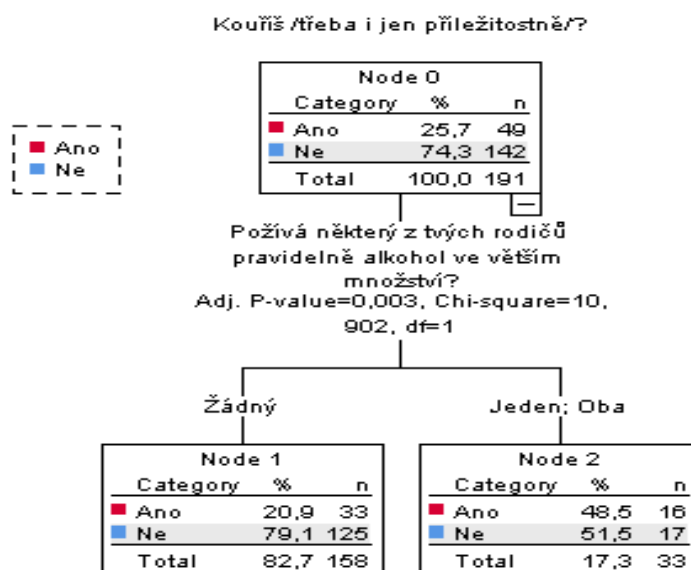 Kouříš /třeba i jen příležitostně/?
Node 0
Category % n
Ano 25,7 49
Ne 74,3 142
Total 100,0 191
Ano
Ne
Požívá některý z tvých rodičů
pravidelně alkohol ve větším
množství?
Adj. P-value=0,003, Chi-square=10,
902, df=1
Žádný
Jeden; Oba
Node 1
Category % n
Ano 20,9 33
Ne 79,1 125
Total 82,7 158
Node 2
Category % n
Ano 48,5 16
Ne 51,5 17
Total 17,3 33